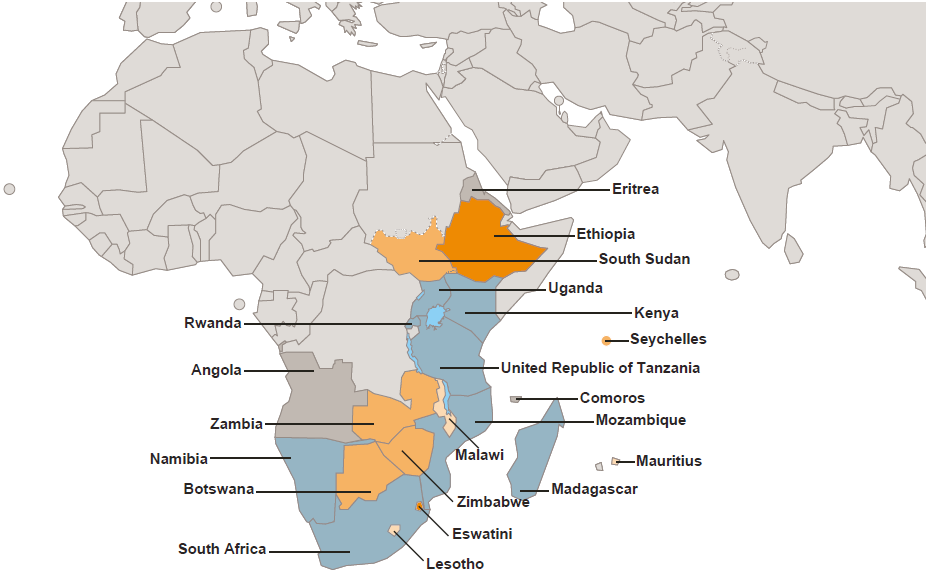 Eritrea
Ethiopia
South Sudan
Uganda
Kenya
Rwanda
Seychelles
United Republic of Tanzania
Angola
Comoros
Mozambique
Zambia
Malawi
Namibia
Mauritius
Botswana
Madagascar
Zimbabwe
Eswatini
South Africa
Lesotho